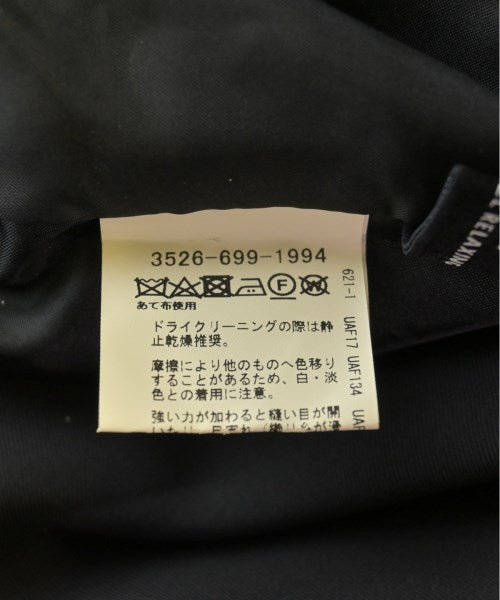 3526-699-1994
F W
あて布使用
ドライクリーニングの際は静
止乾燥推奨。
摩擦により他のものへ色移り
することがあるため、白・淡
色との着用に注意。
強い力が加わると縫い目が開
621-1 UAF17 UAF134
RELAXING